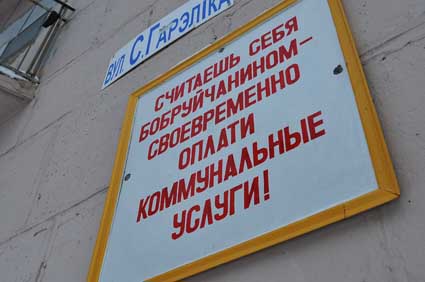 ВУЛ. С.ГАРЭЛІКА
СЧИТАЕШЬ СЕБЯ
БОБРУЙЧАНИНОМ–
СВОЕВРЕМЕННО
ОПЛАТИ
КОММУНАЛЬНЫЕ
УСЛУГИ!